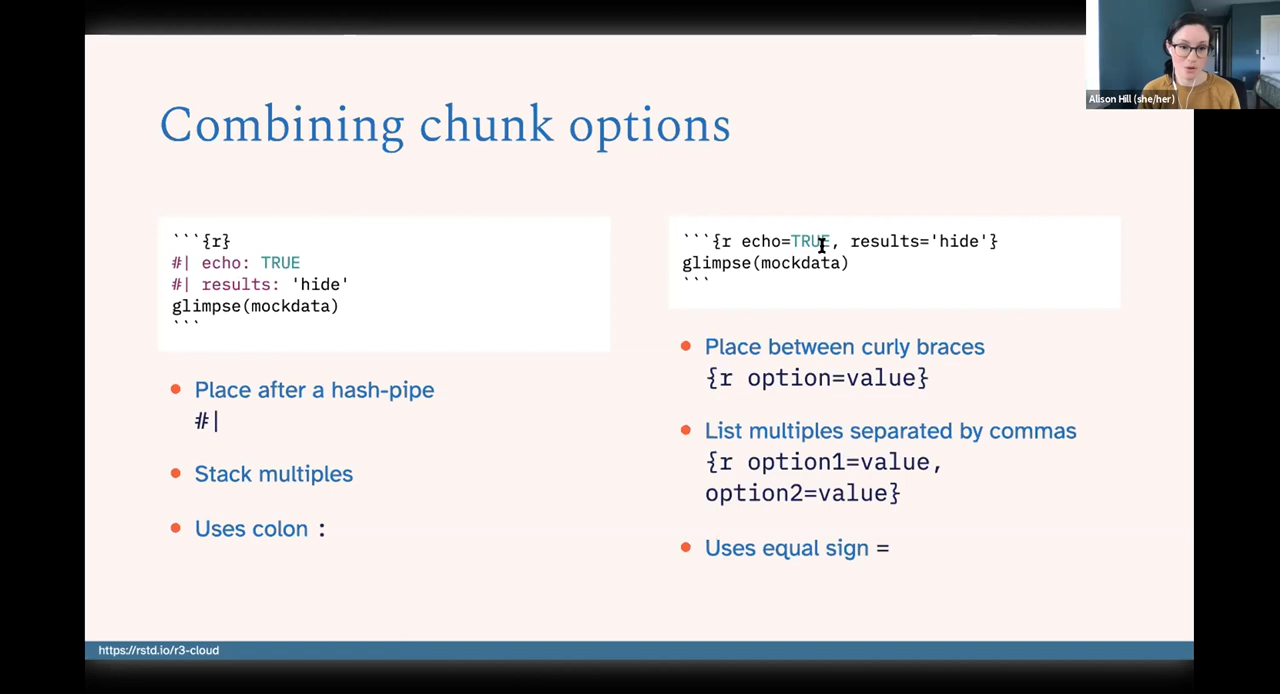 Alison Hill (she/her)
Combining chunk options
```{r}
#| echo: TRUE
#| results: 'hide'
glimpse(mockdata)
```
Place after a hash-pipe
#|
Stack multiples
Uses colon :
```{r echo=TRUE, results='hide'}
glimpse(mockdata)
```
Place between curly braces
{r option=value}
List multiples separated by commas
{r option1=value,
option2=value}
Uses equal sign =
https://rstd.io/r3-cloud